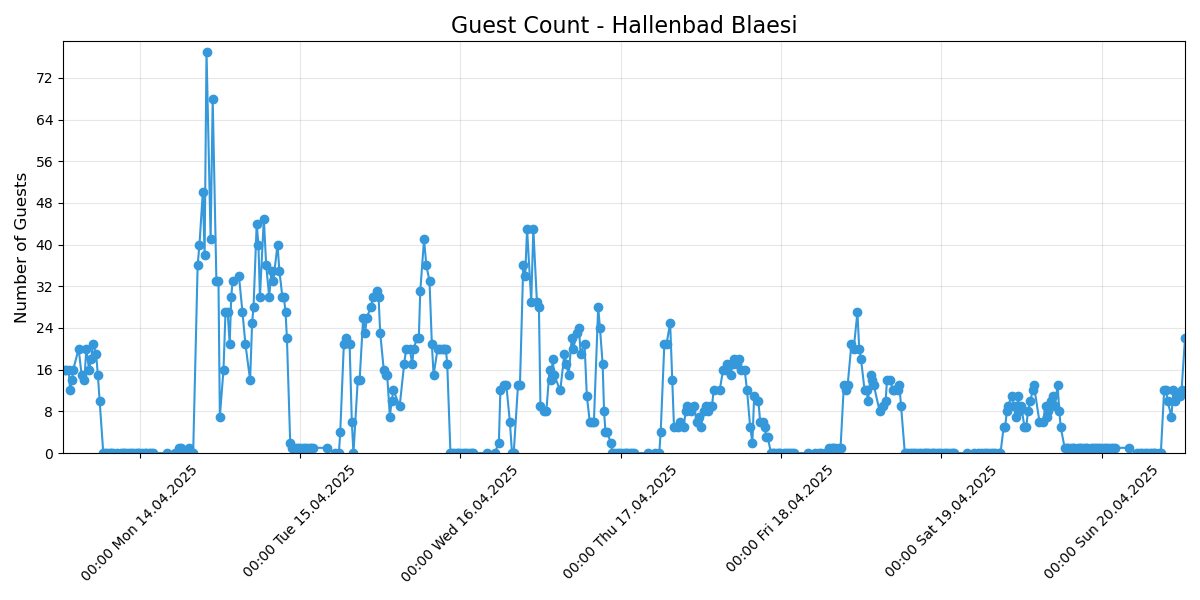 Guest Count - Hallenbad Blaesi
Number of Guests
72
64
56
48
40
32
24
16
8
0
00:00 Mon 14.04.2025
00:00 Tue 15.04.2025
00:00 Wed 16.04.2025
00:00 Thu 17.04.2025
00:00 Fri 18.04.2025
00:00 Sat 19.04.2025
00:00 Sun 20.04.2025